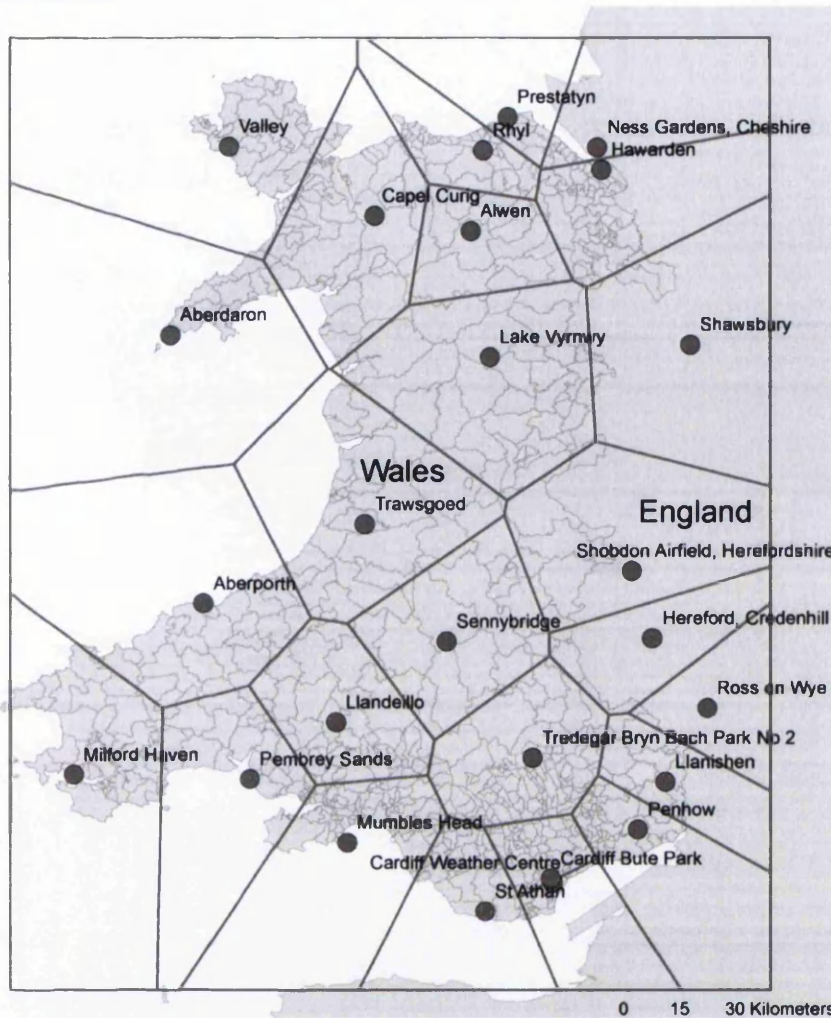 Prestatyn
Valley
Rhyl
Ness Gardens, Cheshire
Hawarden
Capel Curig
Alwen
Aberdaron
Lake Vyrnwy
Shawsbury
Wales
Trawsgoed
England
Shobdon Airfield, Herefordshire
Aberporth
Sennybridge
Hereford, Credenhill
Llandeillo
Ross on Wye
Tredegar Bryn Bach Park No 2
Milford Haven
Pembrey Sands
Llanishen
Mumbles Head
Penhow
Cardiff Weather Centre
Cardiff Bute Park
St Athan
0 15 30 Kilometers